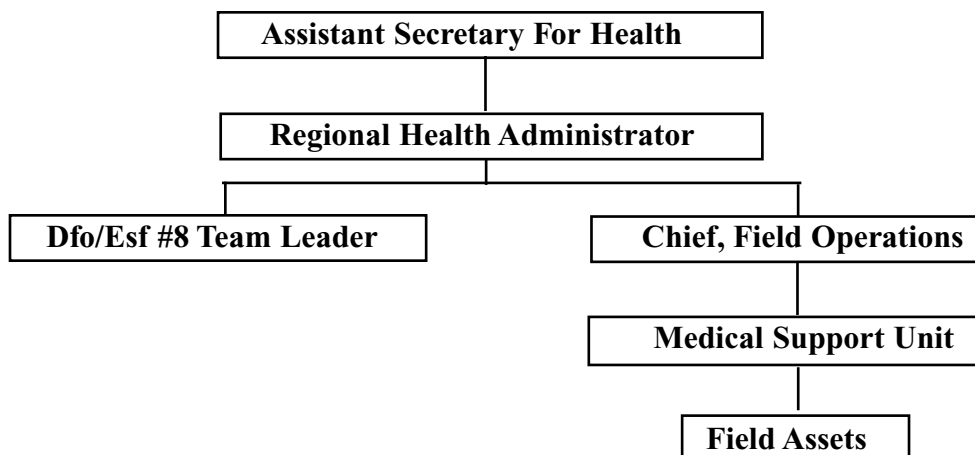 Assistant Secretary For Health
Regional Health Administrator
Dfo/Esf #8 Team Leader
Chief, Field Operations
Medical Support Unit
Field Assets